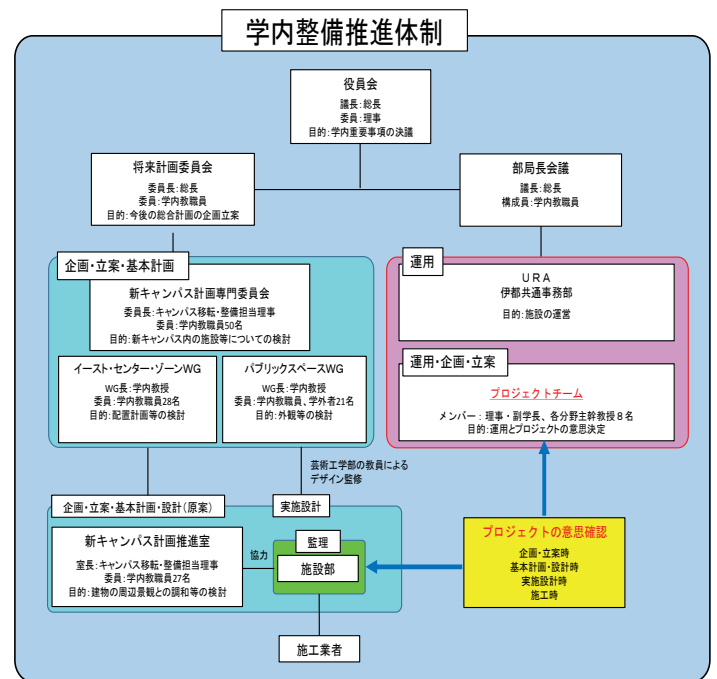 学内整備推進体制
役員会
議長：総長
委員：理事
目的：学内重要事項の決議
将来計画委員会
委員長：総長
委員：学内教職員
目的：今後の総合計画の企画立案
部局長会議
議長：総長
構成員：学内教職員
企画・立案・基本計画
新キャンパス計画専門委員会
委員長：キャンパス移転・整備担当理事
委員：学内教職員50名
目的：新キャンパス内の施設等についての検討
イースト・センター・ゾーンWG
WG長：学内教授
委員：学内教職員28名
目的：配置計画等の検討
パブリックスペースWG
WG長：学内教授
委員：学内教職員、学外者21名
目的：外観等の検討
運用
ＵＲＡ
伊都共通事務部
目的：施設の運営
運用・企画・立案
プロジェクトチーム
メンバー：理事・副学長、各分野主幹教授８名
目的：運用とプロジェクトの意思決定
芸術工学部の教員による
デザイン監修
企画・立案・基本計画・設計（原案）
実施設計
新キャンパス計画推進室
室長：キャンパス移転・整備担当理事
委員：学内教職員27名
目的：建物の周辺景観との調和等の検討
協力
監理
施設部
プロジェクトの意思確認
企画・立案時
基本計画・設計時
実施設計時
施工時
施工業者